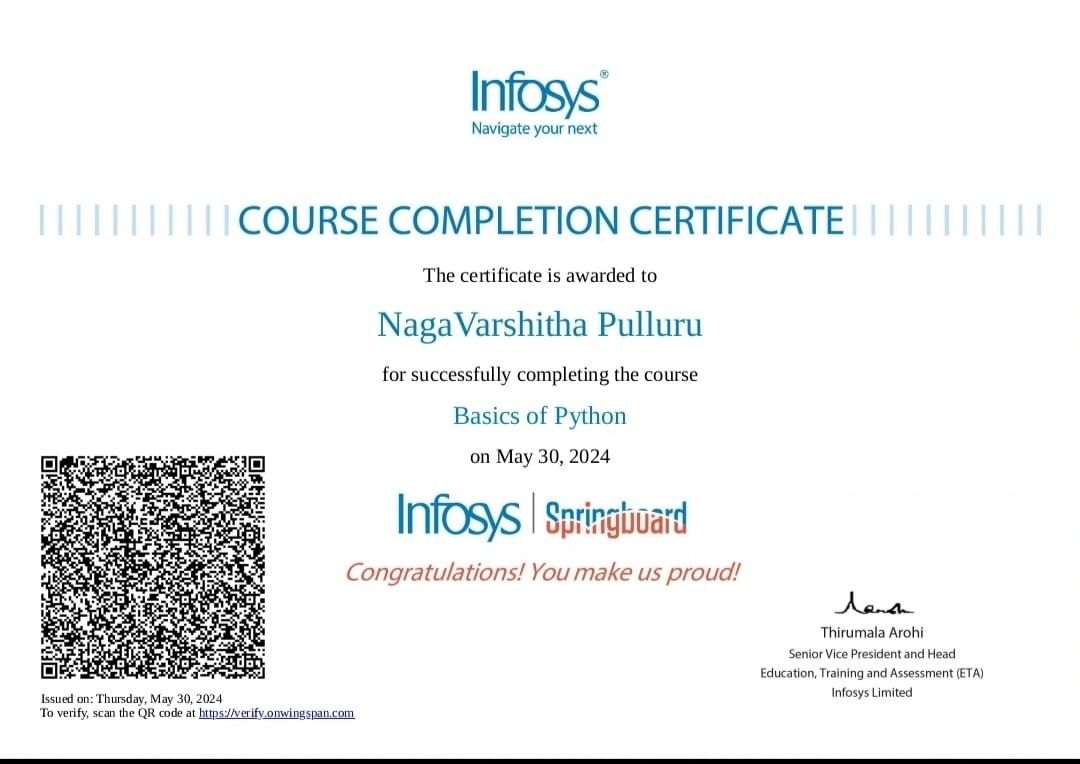 Infosys®
Navigate your next
COURSE COMPLETION CERTIFICATE
The certificate is awarded to
NagaVarshitha Pulluru
for successfully completing the course
Basics of Python
on May 30, 2024
Infosys | Springboard
Congratulations! You make us proud!
Thirumala Arohi
Senior Vice President and Head
Education, Training and Assessment (ETA)
Infosys Limited
Issued on: Thursday, May 30, 2024
To verify, scan the QR code at https://verify.onwingspan.com